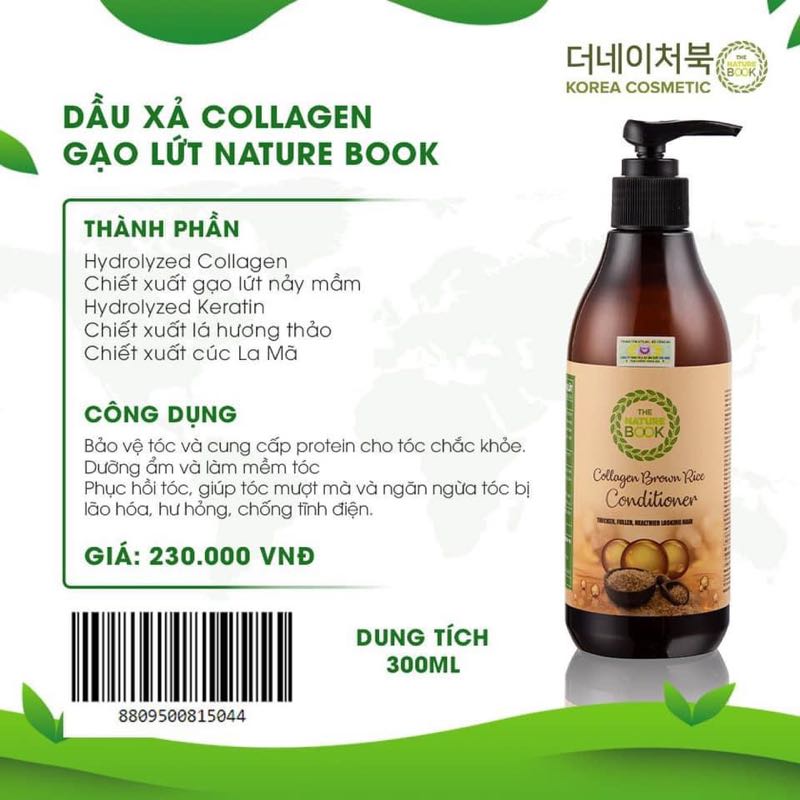 더네이처북
KOREA COSMETIC
THE
NATURE
BOOK
DẦU XẢ COLLAGEN
GẠO LỨT NATURE BOOK
THÀNH PHẦN
Hydrolyzed Collagen
Chiết xuất gạo lứt nảy mầm
Hydrolyzed Keratin
Chiết xuất lá hương thảo
Chiết xuất cúc La Mã
CÔNG DỤNG
Bảo vệ tóc và cung cấp protein cho tóc chắc khỏe.
Dưỡng ẩm và làm mềm tóc
Phục hồi tóc, giúp tóc mượt mà và ngăn ngừa tóc bị
lão hóa, hư hỏng, chống tĩnh điện.
GIÁ: 230.000 VNĐ
8809500815044
DUNG TÍCH
300ML
THE
NATURE
BOOK
Collagen Brown Rice
Conditioner
THICKER, FULLER, HEALTHIER LOOKING HAIR